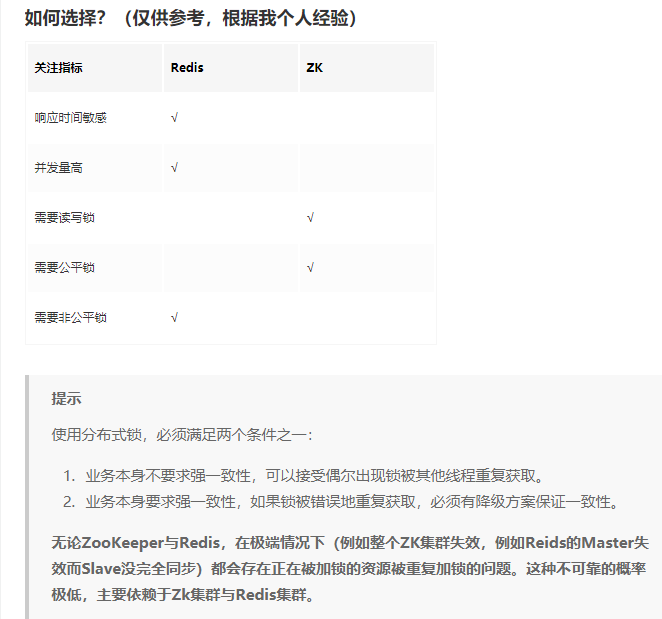 如何选择？（仅供参考，根据我个人经验）
关注指标 Redis ZK
响应时间敏感 √
并发量高 √
需要读写锁 √
需要公平锁 √
需要非公平锁 √
提示
使用分布式锁，必须满足两个条件之一：
1. 业务本身不要求强一致性，可以接受偶尔出现锁被其他线程重复获取。
2. 业务本身要求强一致性，如果锁被错误地重复获取，必须有降级方案保证一致性。
无论ZooKeeper与Redis，在极端情况下（例如整个ZK集群失效，例如Reids的Master失
效而Slave没完全同步）都会存在正在被加锁的资源被重复加锁的问题。这种不可靠的概率
极低，主要依赖于Zk集群与Redis集群。